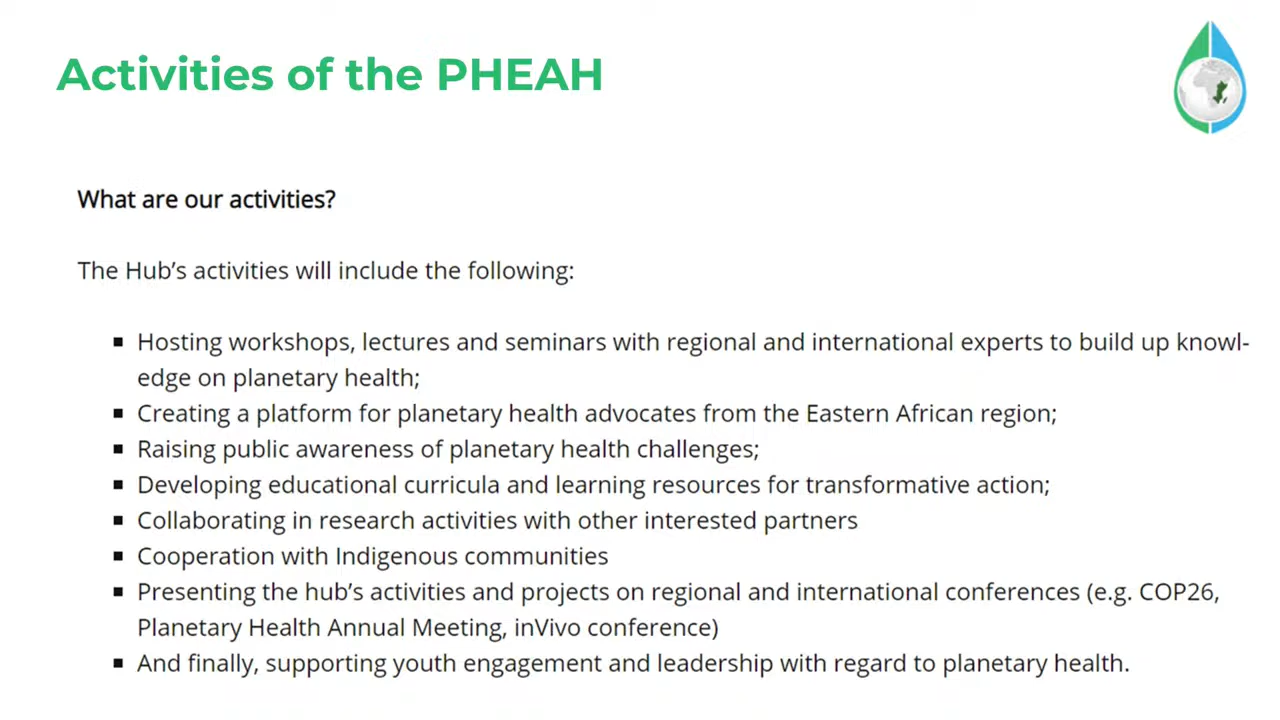 Activities of the PHEAH
What are our activities?
The Hub’s activities will include the following:
▪ Hosting workshops, lectures and seminars with regional and international experts to build up knowl-
edge on planetary health;
▪ Creating a platform for planetary health advocates from the Eastern African region;
▪ Raising public awareness of planetary health challenges;
▪ Developing educational curricula and learning resources for transformative action;
▪ Collaborating in research activities with other interested partners
▪ Cooperation with Indigenous communities
▪ Presenting the hub’s activities and projects on regional and international conferences (e.g. COP26,
Planetary Health Annual Meeting, inVivo conference)
▪ And finally, supporting youth engagement and leadership with regard to planetary health.